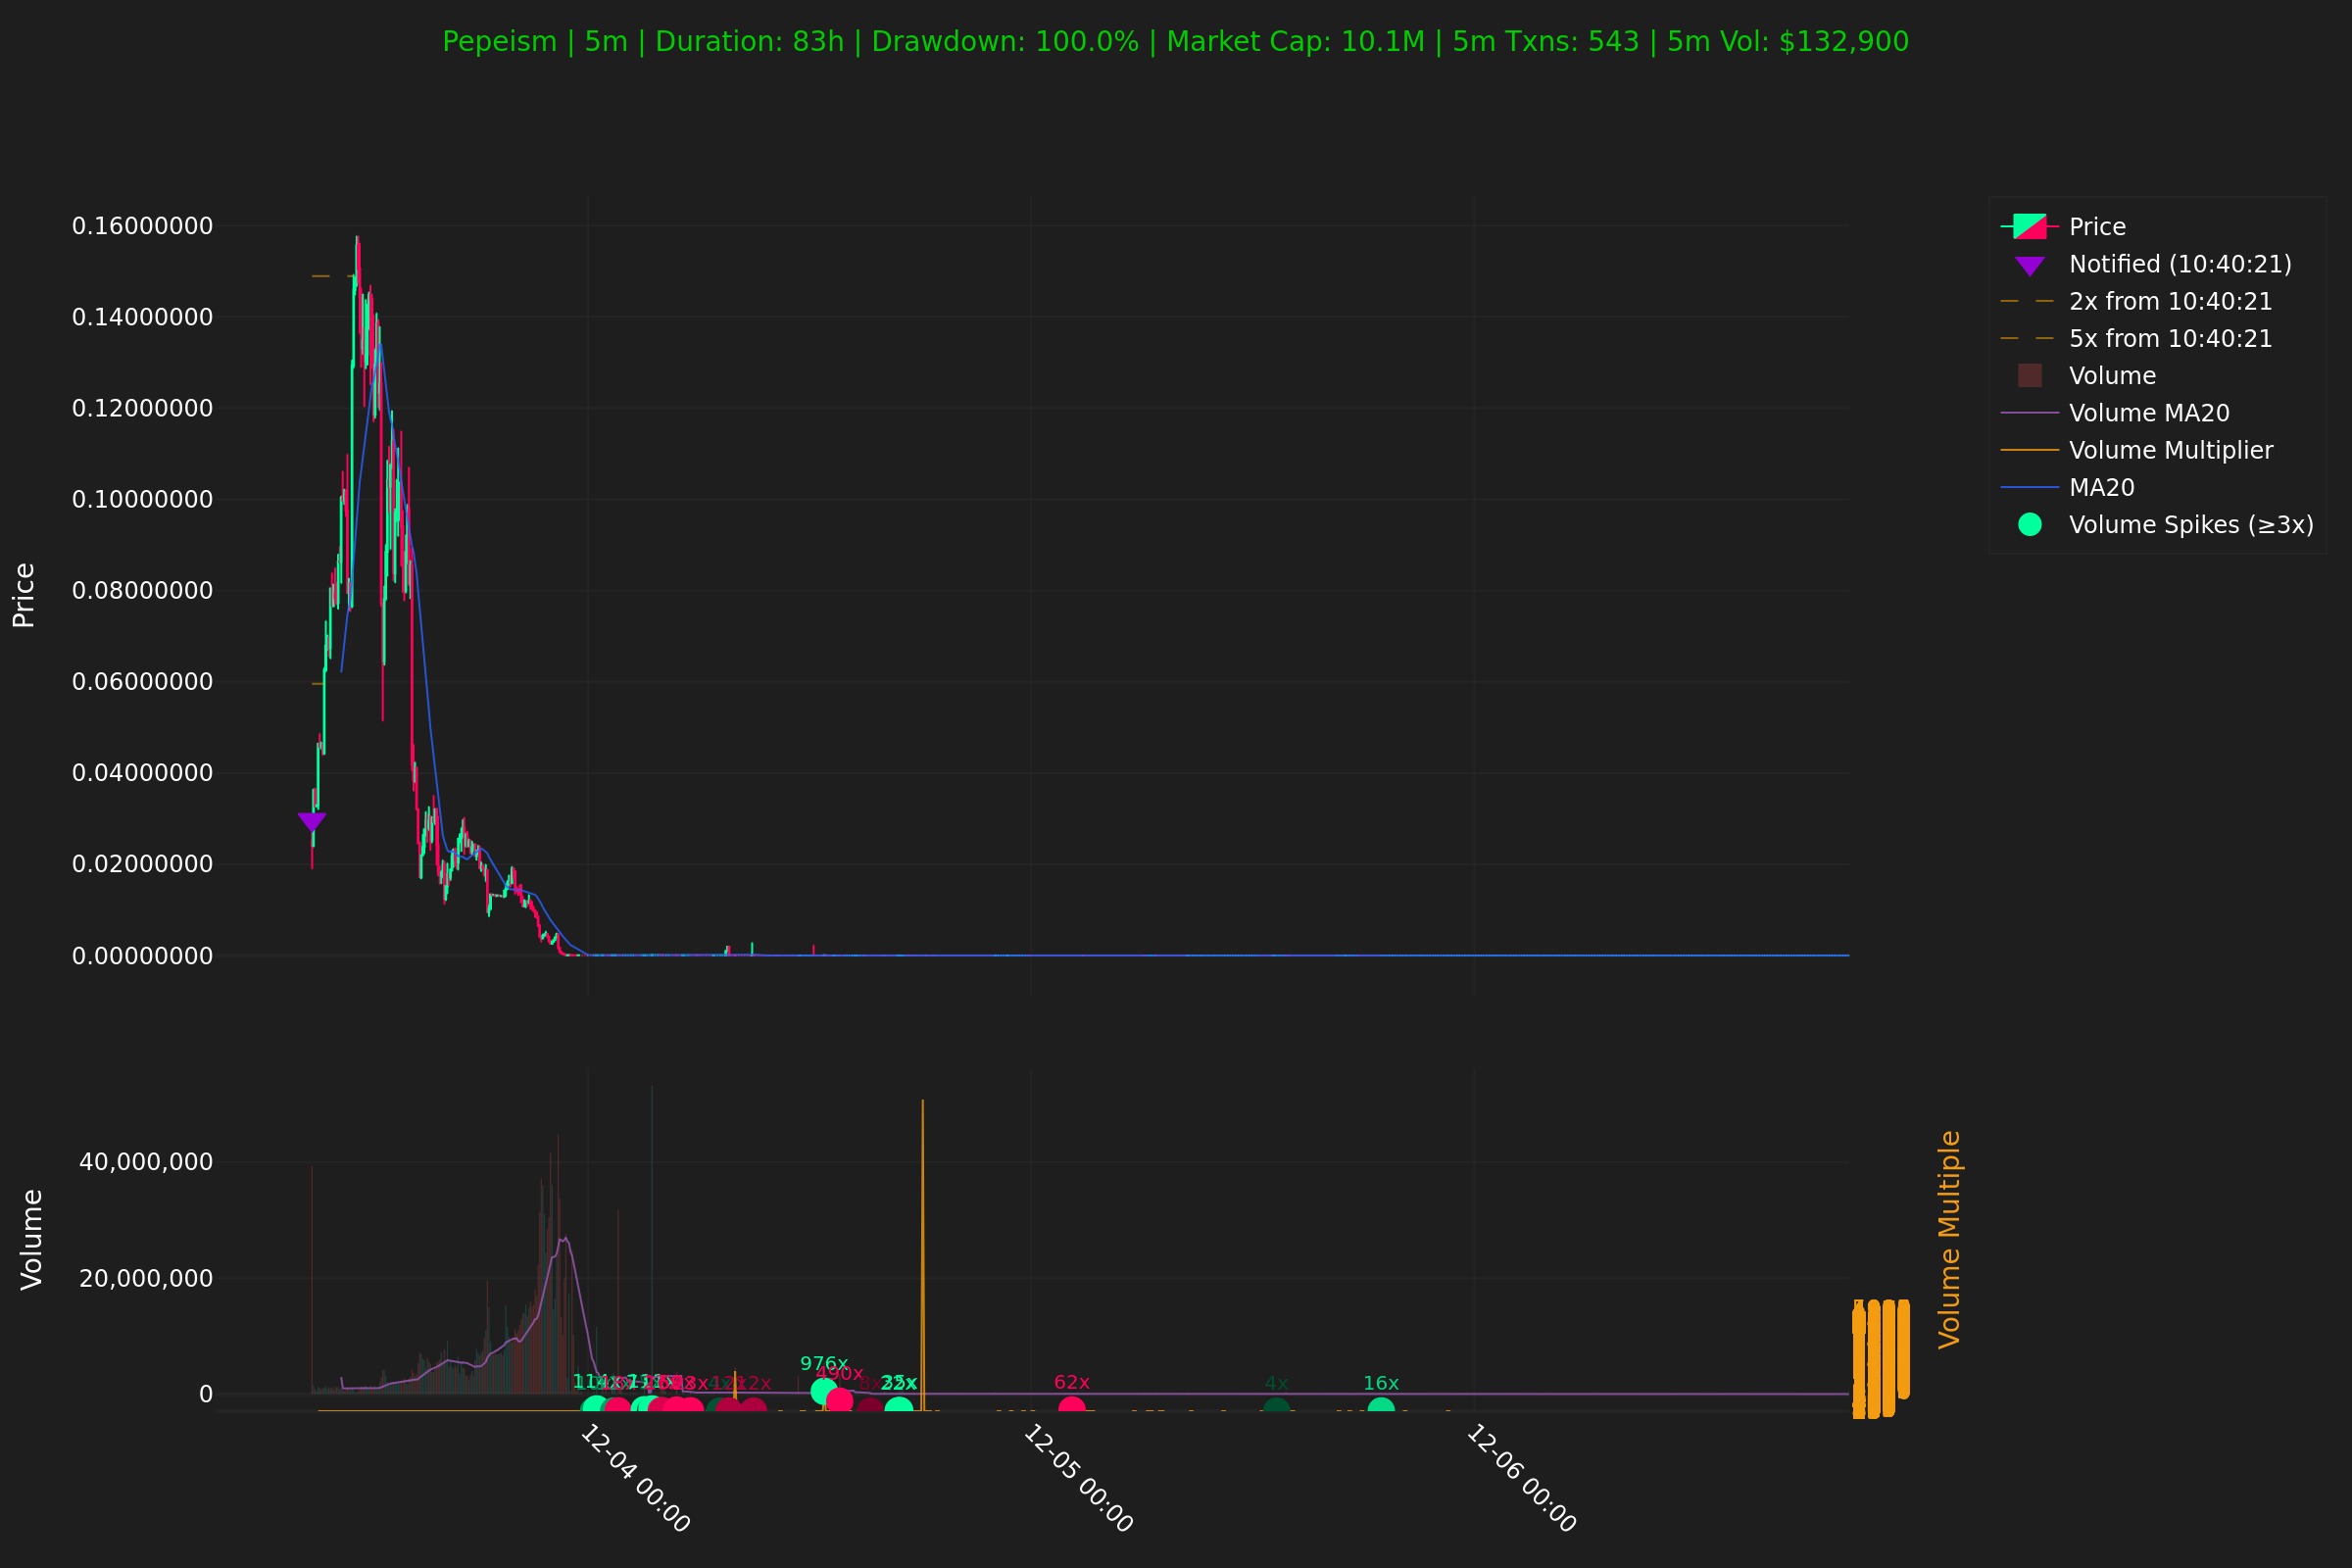 Pepeism | 5m | Duration: 83h | Drawdown: 100.0% | Market Cap: 10.1M | 5m Txns: 543 | 5m Vol: $132,900
Price
0.16000000
0.14000000
0.12000000
0.10000000
0.08000000
0.06000000
0.04000000
0.02000000
0.00000000
Price
Notified (10:40:21)
2x from 10:40:21
5x from 10:40:21
Volume
Volume MA20
Volume Multiplier
MA20
Volume Spikes (≥3x)
Volume
40,000,000
20,000,000
0
976x
490x
8x
62x
4x
16x
Volume Multiple
12-04 00:00
12-05 00:00
12-06 00:00